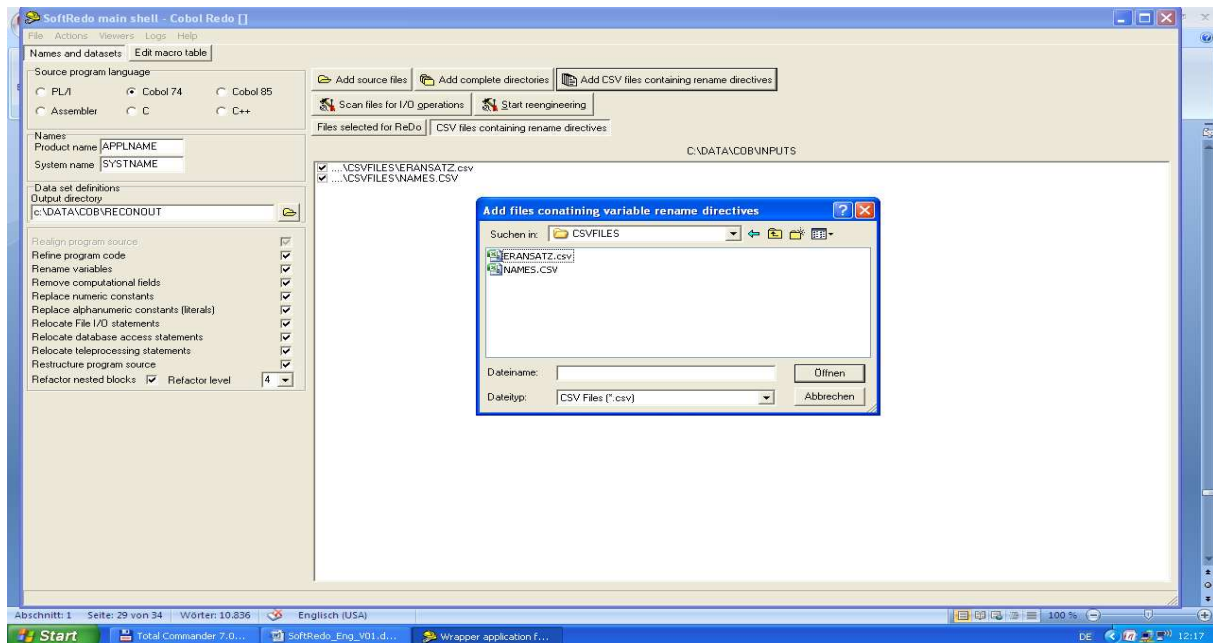 SoftRedo main shell - Cobol Redo []
File Actions Viewers Logs Help
Names and datasets Edit macro table
Source program language
PL/I Cobol 74 Cobol 85
Assembler C C++
Names
Product name APPLNAME
System name SYSTNAME
Data set definitions
Output directory
c:\DATA\COB\RECONOUT
Realign program source
Refine program code
Rename variables
Remove computational fields
Replace numeric constants
Replace alphanumeric constants (literals)
Relocate File I/O statements
Relocate database access statements
Relocate teleprocessing statements
Restructure program source
Refactor nested blocks Refactor level 4
Add source files Add complete directories Add CSV files containing rename directives
Scan files for I/O operations Start reengineering
Files selected for ReDo CSV files containing rename directives
C:\DATA\COB\INPUTS
...\CSVFILES\ERANSATZ.csv
...\CSVFILES\NAMES.CSV
Add files conatining variable rename directives
Suchen in: CSVFILES
ERANSATZ.csv
NAMES.CSV
Dateiname: Öffnen
Dateityp: CSV Files (*.csv) Abbrechen
Abschnitt: 1 Seite: 29 von 34 Wörter: 10.836 Englisch (USA) 100 %
Start Total Commander 7.0... SoftRedo_Eng_V01.d... Wrapper application f... DE 12:17